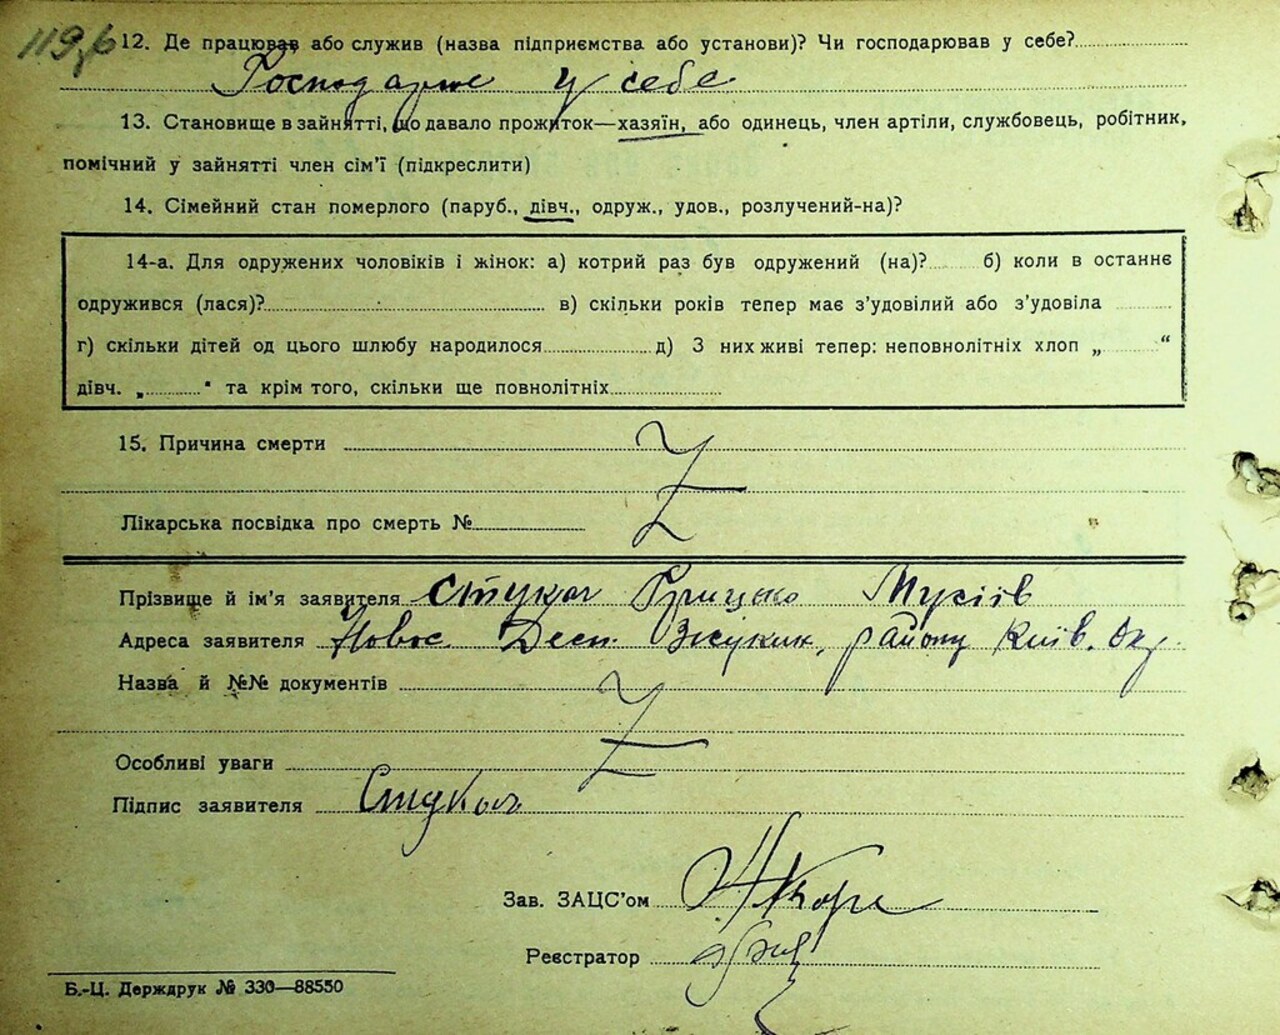 12. Де працював або служив (назва підприємства або установи)? Чи господарював у себе?
Господарює у себе
13. Становище в зайнятті, що давало прожиток—хазяїн, або одинець, член артіли, службовець, робітник,
помічний у зайнятті член сім'ї (підкреслити)
14. Сімейний стан померлого (паруб., дівч., одруж., удов., розлучений-на)?
14-а. Для одружених чоловіків і жінок: а) котрий раз був одружений (на)? б) коли в останнє
одружився (лася)? в) скільки років тепер має з'удовілий або з'удовіла
г) скільки дітей од цього шлюбу народилося д) З них живі тепер: неповнолітніх хлоп „ “
дівч. „ " та крім того, скільки ще повнолітніх
15. Причина смерти Z
Лікарська посвідка про смерть №
Прізвище й ім'я заявителя Стукач Грицько Мусіїв
Адреса заявителя Новос. Десп. району Київ. Окр.
Назва й №№ документів Z
Особливі уваги
Підпис заявителя Стукач
Зав. ЗАЦС'ом
Реєстратор
Б.-Ц. Держдрук № 330—88550